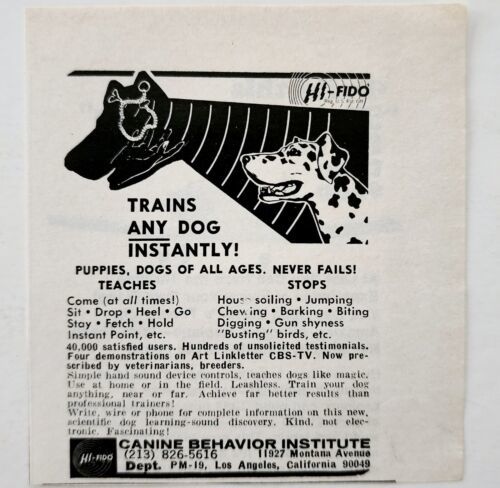 HI-FIDO
TRAINS
ANY DOG
INSTANTLY!
PUPPIES, DOGS OF ALL AGES. NEVER FAILS!
TEACHES
Come (at all times!)
Sit • Drop • Heel • Go
Stay • Fetch • Hold
Instant Point, etc.
STOPS
House soiling • Jumping
Chewing • Barking • Biting
Digging • Gun shyness
"Busting" birds, etc.
40,000 satisfied users. Hundreds of unsolicited testimonials.
Four demonstrations on Art Linkletter CBS-TV. Now pre-
scribed by veterinarians, breeders.
Simple hand sound device controls, teaches dogs like magic.
Use at home or in the field. Leashless. Train your dog
anything, near or far. Achieve far better results than
professional trainers!
Write, wire or phone for complete information on this new,
scientific dog learning-sound discovery. Kind, not elec-
tronic. Fascinating!
HI-FIDO
CANINE BEHAVIOR INSTITUTE
(213) 826-5616 11927 Montana Avenue
Dept. PM-19, Los Angeles, California 90049